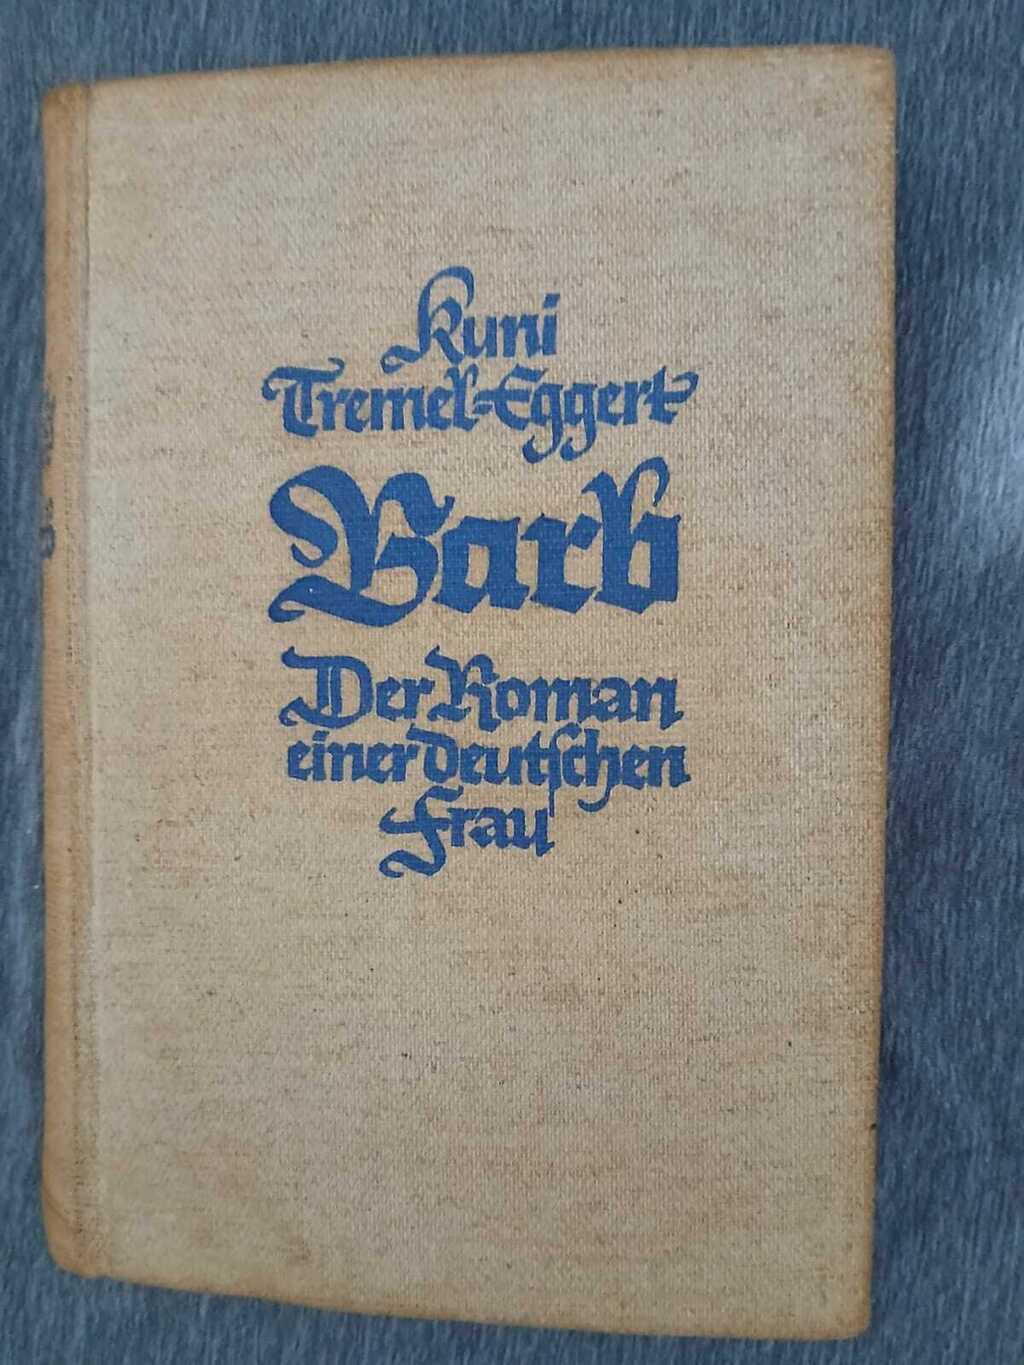 Kuni
Tremel-Eggert
Barb
Der Roman
einer deutschen
Frau